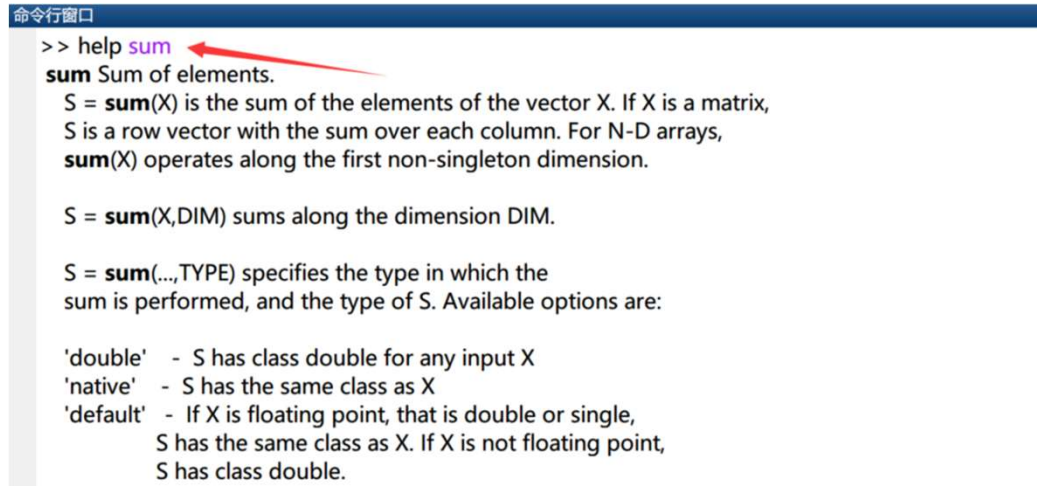 命令行窗口
>> help sum
sum Sum of elements.
S = sum(X) is the sum of the elements of the vector X. If X is a matrix,
S is a row vector with the sum over each column. For N-D arrays,
sum(X) operates along the first non-singleton dimension.
S = sum(X,DIM) sums along the dimension DIM.
S = sum(...,TYPE) specifies the type in which the
sum is performed, and the type of S. Available options are:
'double' - S has class double for any input X
'native' - S has the same class as X
'default' - If X is floating point, that is double or single,
S has the same class as X. If X is not floating point,
S has class double.